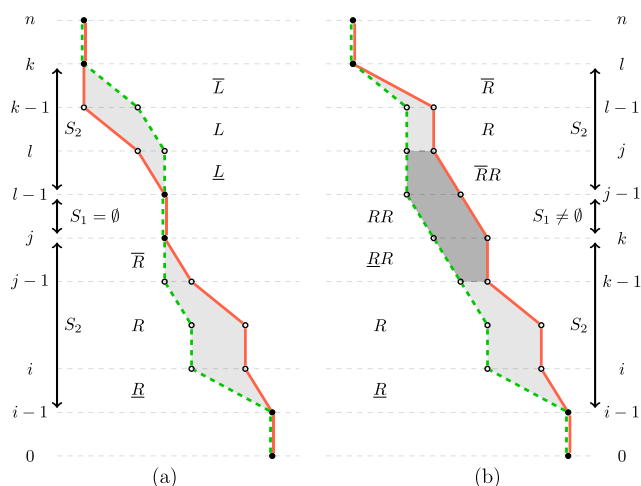 n n
k l
L̅ R̅
k − 1 l − 1
S₂ L R S₂
l j
L̲ R̅R
l − 1 j − 1
S₁ = ∅ RR S₁ ≠ ∅
j k
R̅ R̲R
j − 1 k − 1
S₂ R R S₂
i i
R̲ R̲
i − 1 i − 1
0 0
(a) (b)